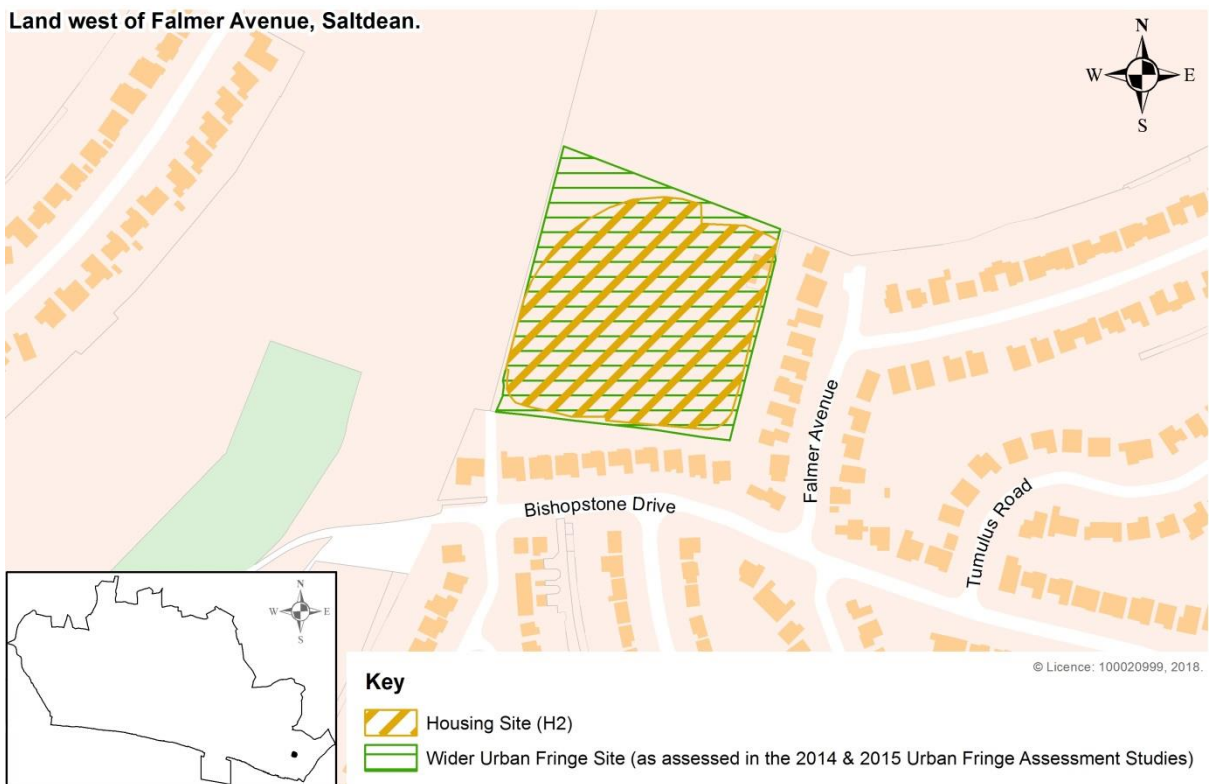 Land west of Falmer Avenue, Saltdean.
N
W E
S
Falmer Avenue
Bishopstone Drive
Tumulus Road
N
W E
S
© Licence: 100020999, 2018.
Key
Housing Site (H2)
Wider Urban Fringe Site (as assessed in the 2014 & 2015 Urban Fringe Assessment Studies)